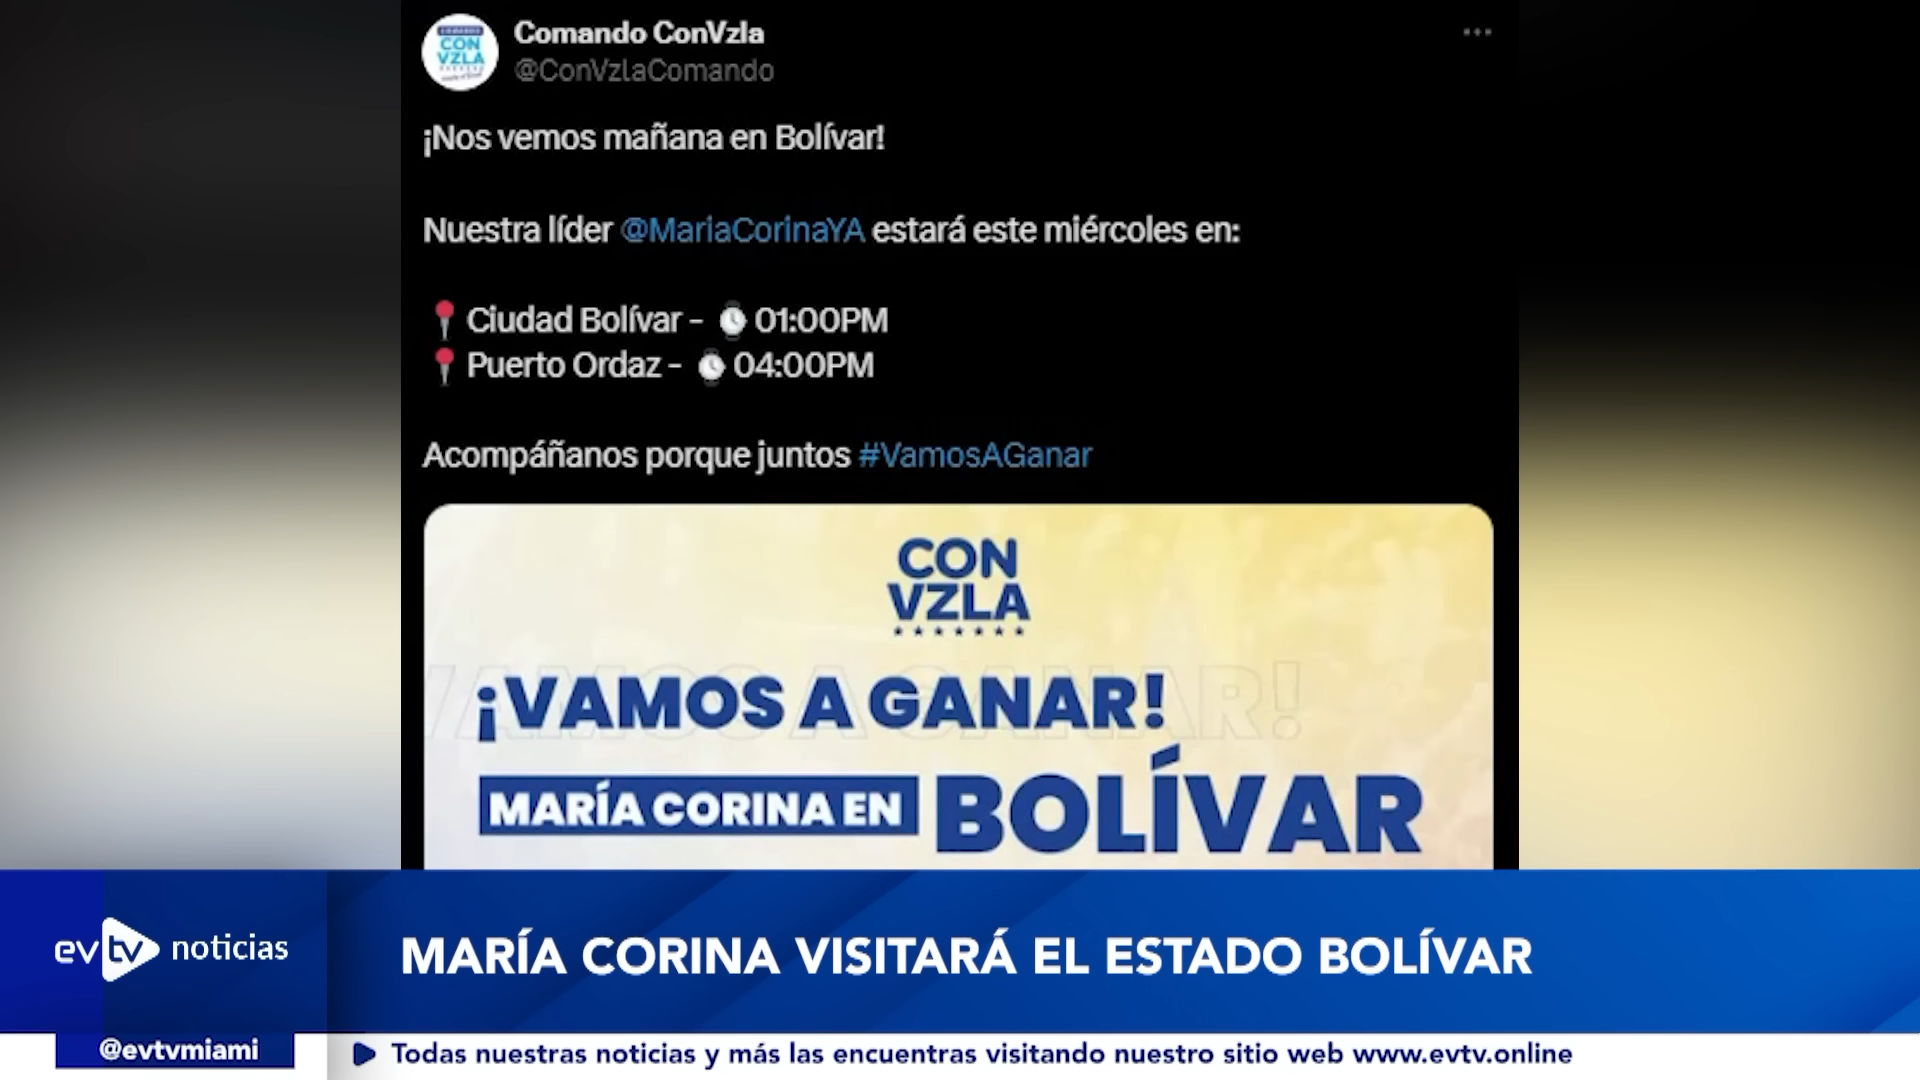 Comando ConVzla
@ConVzlaComando
¡Nos vemos mañana en Bolívar!
Nuestra líder @MariaCorinaYA estará este miércoles en:
Ciudad Bolívar - 01:00PM
Puerto Ordaz - 04:00PM
Acompáñanos porque juntos #VamosAGanar
CON
VZLA
¡VAMOS A GANAR!
MARÍA CORINA EN BOLÍVAR
evtv noticias
MARÍA CORINA VISITARÁ EL ESTADO BOLÍVAR
@evtvmiami
Todas nuestras noticias y más las encuentras visitando nuestro sitio web www.evtv.online